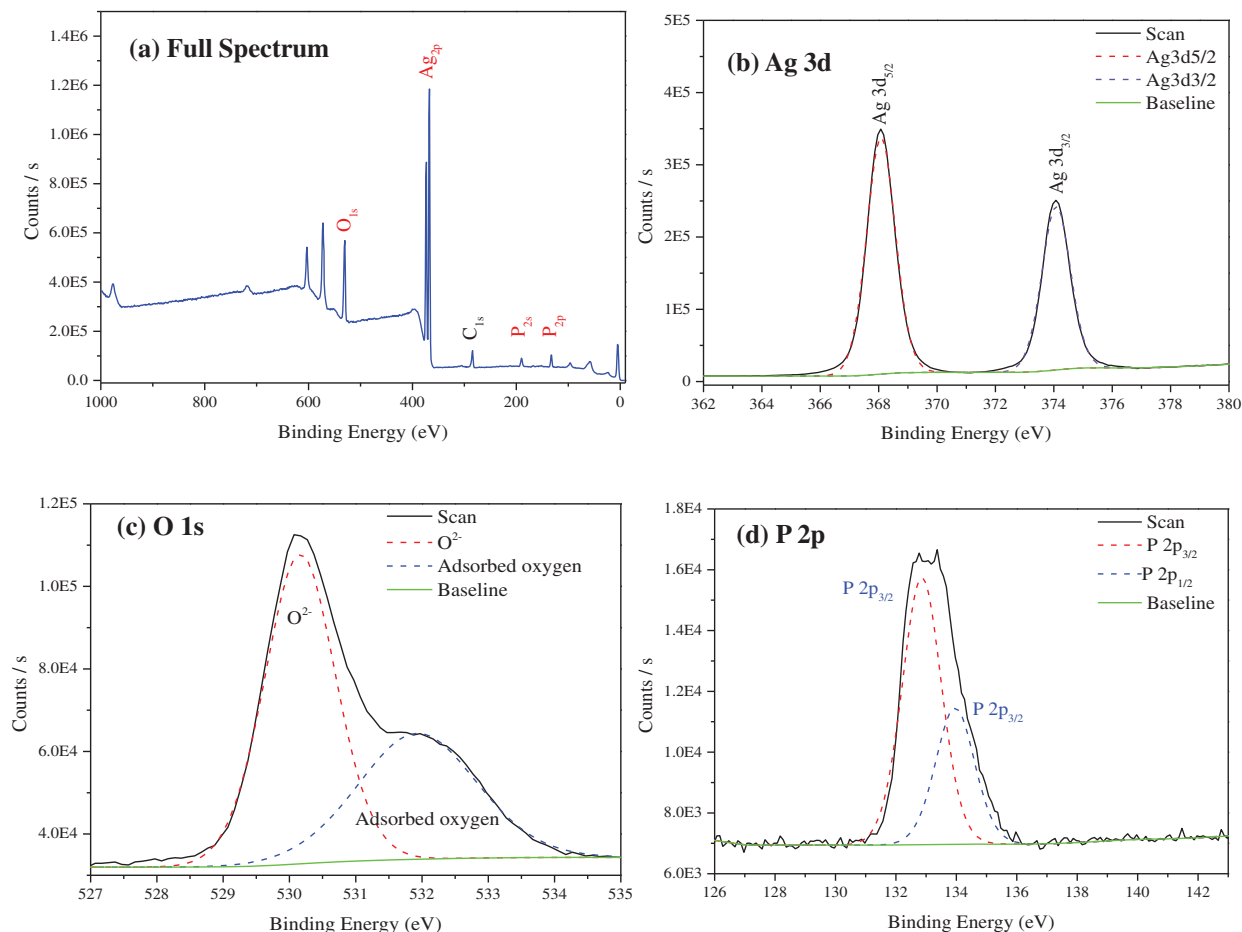 (a) Full Spectrum
Counts / s
1.4E6
1.2E6
1.0E6
8.0E5
6.0E5
4.0E5
2.0E5
0.0
Ag2p
O1s
C1s
P2s
P2p
1000 800 600 400 200 0
Binding Energy (eV)
(b) Ag 3d
Counts / s
5E5
4E5
3E5
2E5
1E5
0
Scan
Ag3d5/2
Ag3d3/2
Baseline
Ag 3d5/2
Ag 3d3/2
362 364 366 368 370 372 374 376 378 380
Binding Energy (eV)
(c) O 1s
Counts / s
1.2E5
1.0E5
8.0E4
6.0E4
4.0E4
Scan
O2-
Adsorbed oxygen
Baseline
O2-
Adsorbed oxygen
527 528 529 530 531 532 533 534 535
Binding Energy (eV)
(d) P 2p
Counts / s
1.8E4
1.6E4
1.4E4
1.2E4
1.0E4
8.0E3
6.0E3
Scan
P 2p3/2
P 2p1/2
Baseline
P 2p3/2
P 2p3/2
126 128 130 132 134 136 138 140 142
Binding Energy (eV)